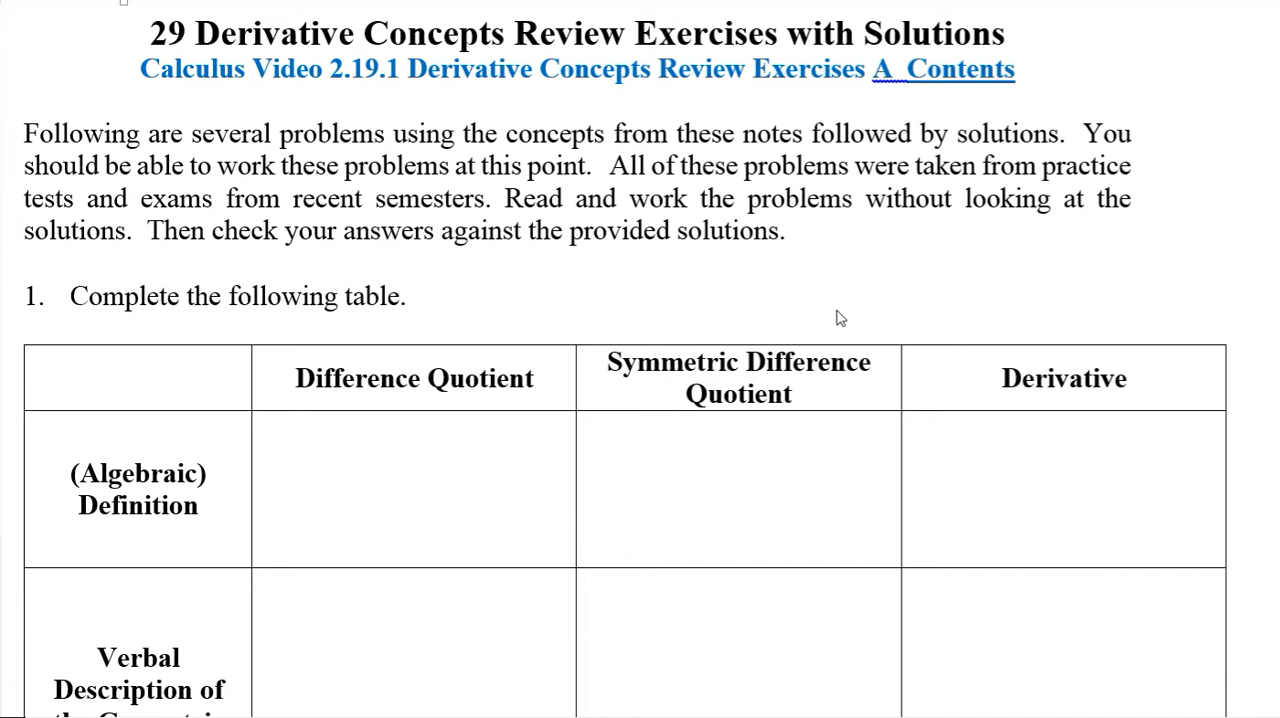 29 Derivative Concepts Review Exercises with Solutions
Calculus Video 2.19.1 Derivative Concepts Review Exercises A Contents
Following are several problems using the concepts from these notes followed by solutions. You
should be able to work these problems at this point. All of these problems were taken from practice
tests and exams from recent semesters. Read and work the problems without looking at the
solutions. Then check your answers against the provided solutions.
1. Complete the following table.
Difference Quotient
Symmetric Difference
Quotient
Derivative
(Algebraic)
Definition
Verbal
Description of